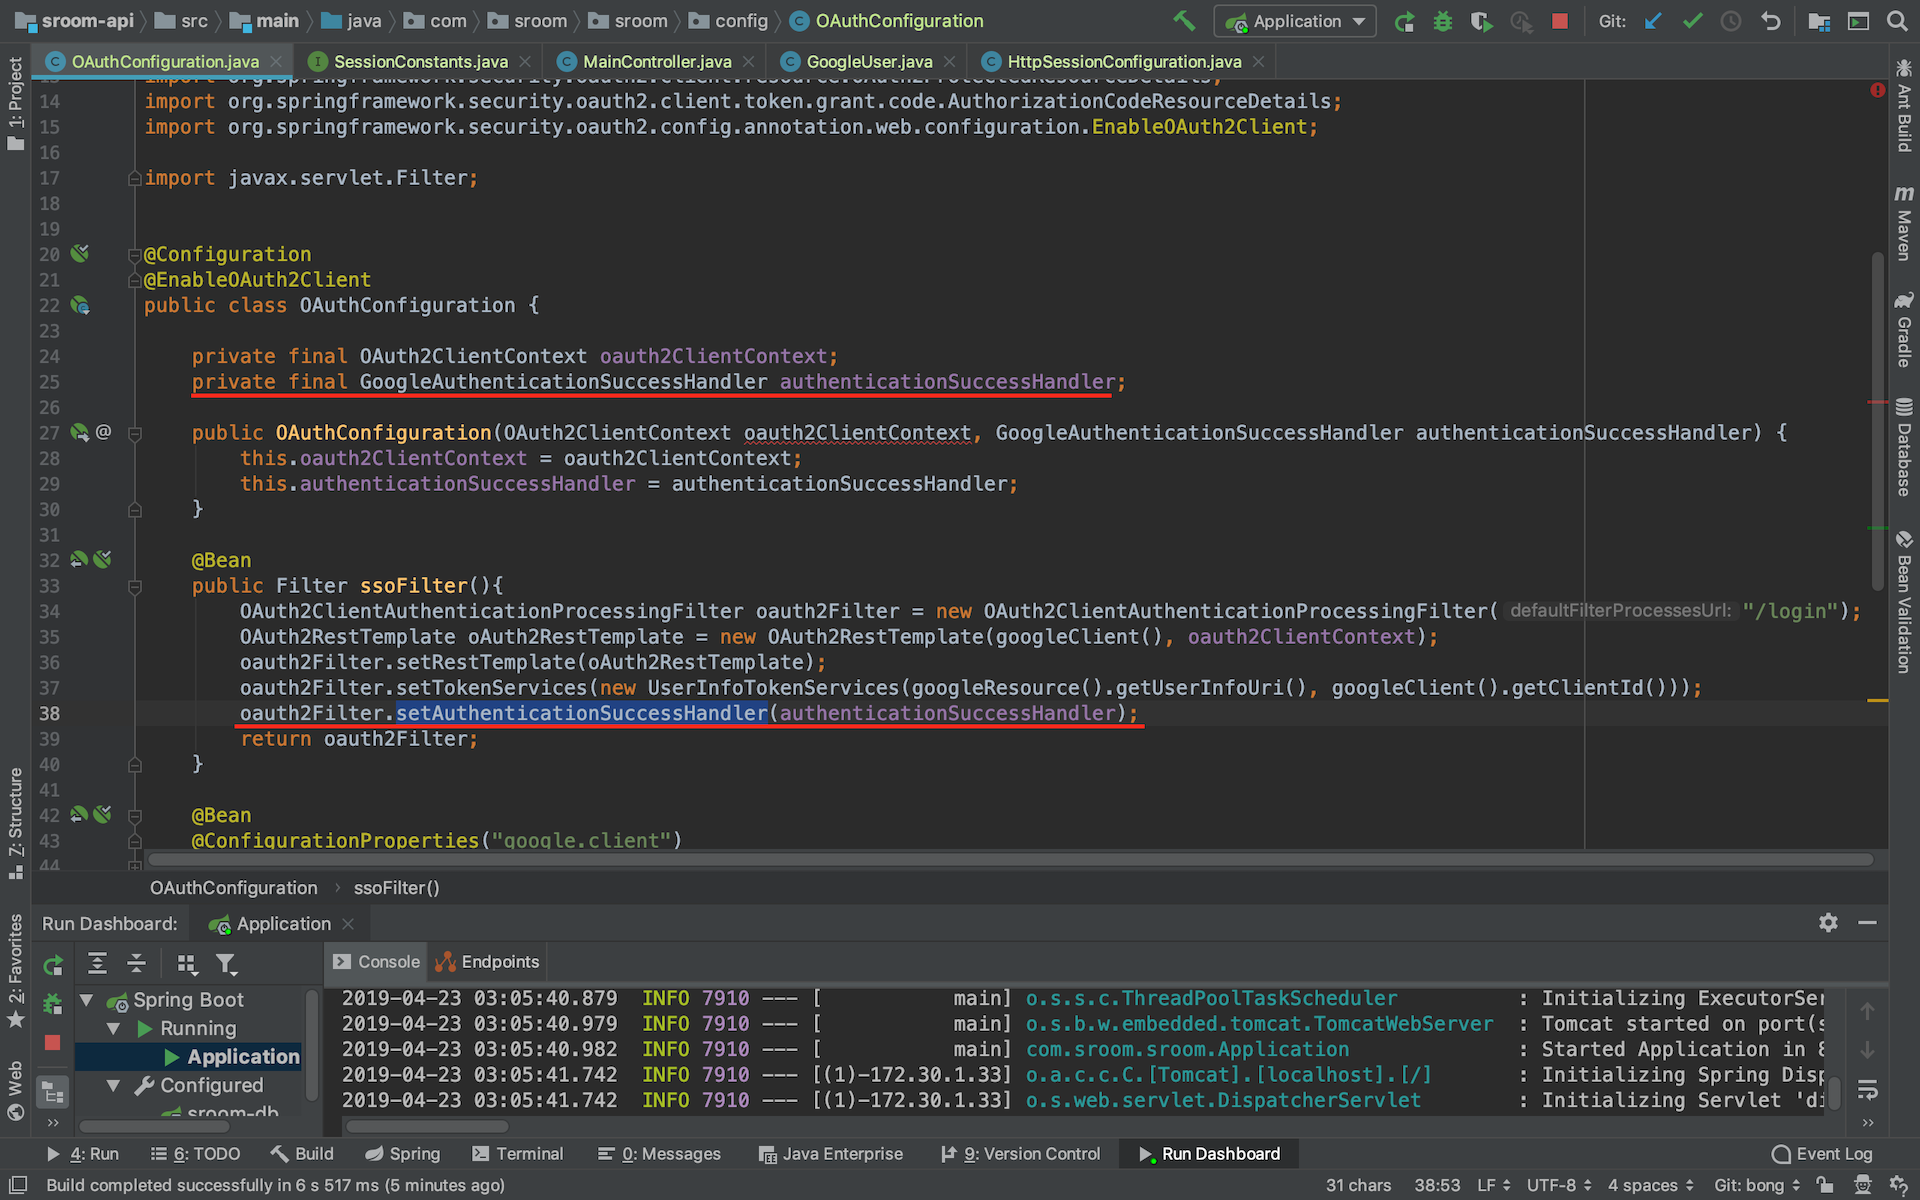 sroom-api src main java com sroom sroom config OAuthConfiguration Application Git:
OAuthConfiguration.java SessionConstants.java MainController.java GoogleUser.java HttpSessionConfiguration.java
1: Project
Z: Structure
2: Favorites
Web
14 import org.springframework.security.oauth2.client.token.grant.code.AuthorizationCodeResourceDetails;
15 import org.springframework.security.oauth2.config.annotation.web.configuration.EnableOAuth2Client;
16
17 import javax.servlet.Filter;
18
19
20 @Configuration
21 @EnableOAuth2Client
22 public class OAuthConfiguration {
23
24 private final OAuth2ClientContext oauth2ClientContext;
25 private final GoogleAuthenticationSuccessHandler authenticationSuccessHandler;
26
27 @ public OAuthConfiguration(OAuth2ClientContext oauth2ClientContext, GoogleAuthenticationSuccessHandler authenticationSuccessHandler) {
28 this.oauth2ClientContext = oauth2ClientContext;
29 this.authenticationSuccessHandler = authenticationSuccessHandler;
30 }
31
32 @Bean
33 public Filter ssoFilter(){
34 OAuth2ClientAuthenticationProcessingFilter oauth2Filter = new OAuth2ClientAuthenticationProcessingFilter( defaultFilterProcessesUrl: "/login");
35 OAuth2RestTemplate oAuth2RestTemplate = new OAuth2RestTemplate(googleClient(), oauth2ClientContext);
36 oauth2Filter.setRestTemplate(oAuth2RestTemplate);
37 oauth2Filter.setTokenServices(new UserInfoTokenServices(googleResource().getUserInfoUri(), googleClient().getClientId()));
38 oauth2Filter.setAuthenticationSuccessHandler(authenticationSuccessHandler);
39 return oauth2Filter;
40 }
41
42 @Bean
43 @ConfigurationProperties("google.client")
44
Ant Build
m Maven
Gradle
Database
Bean Validation
OAuthConfiguration › ssoFilter()
Run Dashboard: Application
Console Endpoints
Spring Boot
Running
Application
Configured
sroom-db
2019-04-23 03:05:40.879 INFO 7910 --- [ main] o.s.s.c.ThreadPoolTaskScheduler : Initializing ExecutorSer
2019-04-23 03:05:40.979 INFO 7910 --- [ main] o.s.b.w.embedded.tomcat.TomcatWebServer : Tomcat started on port(s
2019-04-23 03:05:40.982 INFO 7910 --- [ main] com.sroom.sroom.Application : Started Application in 8
2019-04-23 03:05:41.742 INFO 7910 --- [(1)-172.30.1.33] o.a.c.c.C.[Tomcat].[localhost].[/] : Initializing Spring Disp
2019-04-23 03:05:41.742 INFO 7910 --- [(1)-172.30.1.33] o.s.web.servlet.DispatcherServlet : Initializing Servlet 'di
4: Run 6: TODO Build Spring Terminal 0: Messages Java Enterprise 9: Version Control Run Dashboard Event Log
Build completed successfully in 6 s 517 ms (5 minutes ago) 31 chars 38:53 LF UTF-8 4 spaces Git: bong